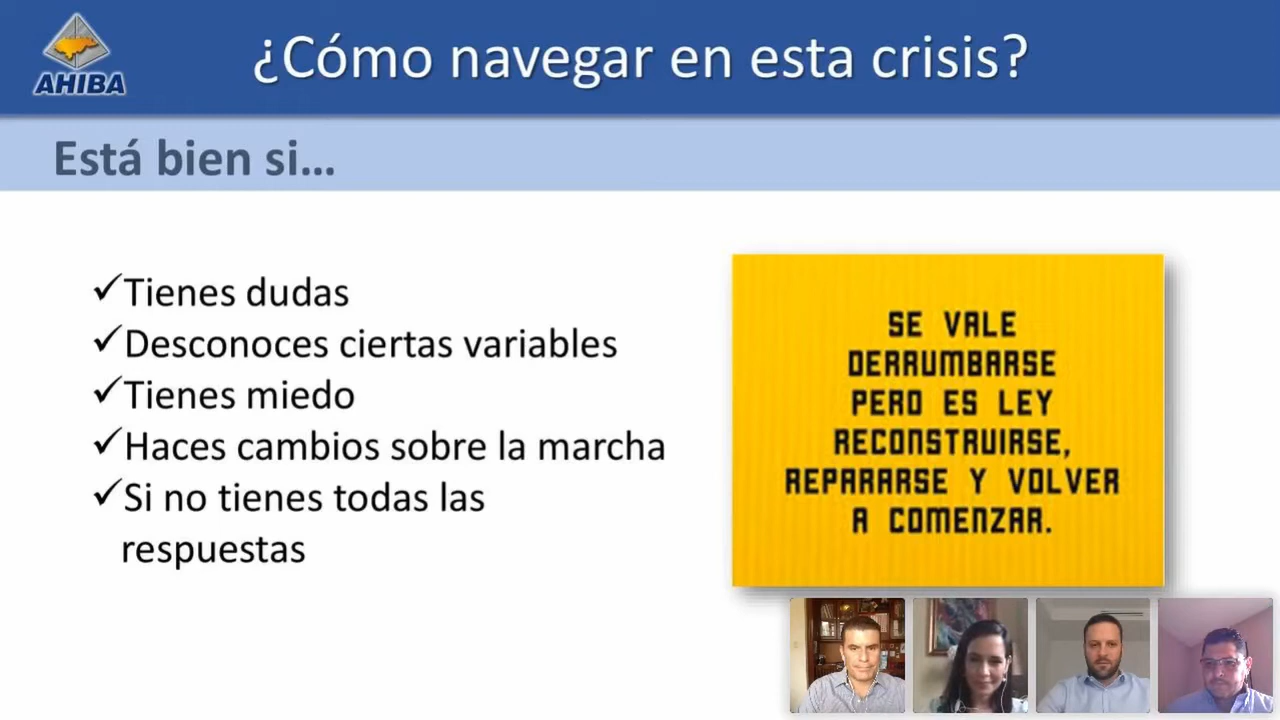 AHIBA
¿Cómo navegar en esta crisis?
Está bien si...
Tienes dudas
Desconoces ciertas variables
Tienes miedo
Haces cambios sobre la marcha
Si no tienes todas las
respuestas
SE VALE
DERRUMBARSE
PERO ES LEY
RECONSTRUIRSE,
REPARARSE Y VOLVER
A COMENZAR.